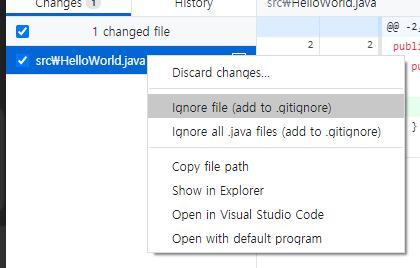 Changes 1 History
src₩HelloWorld.java
1 changed file
src₩HelloWorld.java
@@ -2,
2 2 publi
pu
}
Discard changes...
Ignore file (add to .gitignore)
Ignore all .java files (add to .gitignore)
Copy file path
Show in Explorer
Open in Visual Studio Code
Open with default program